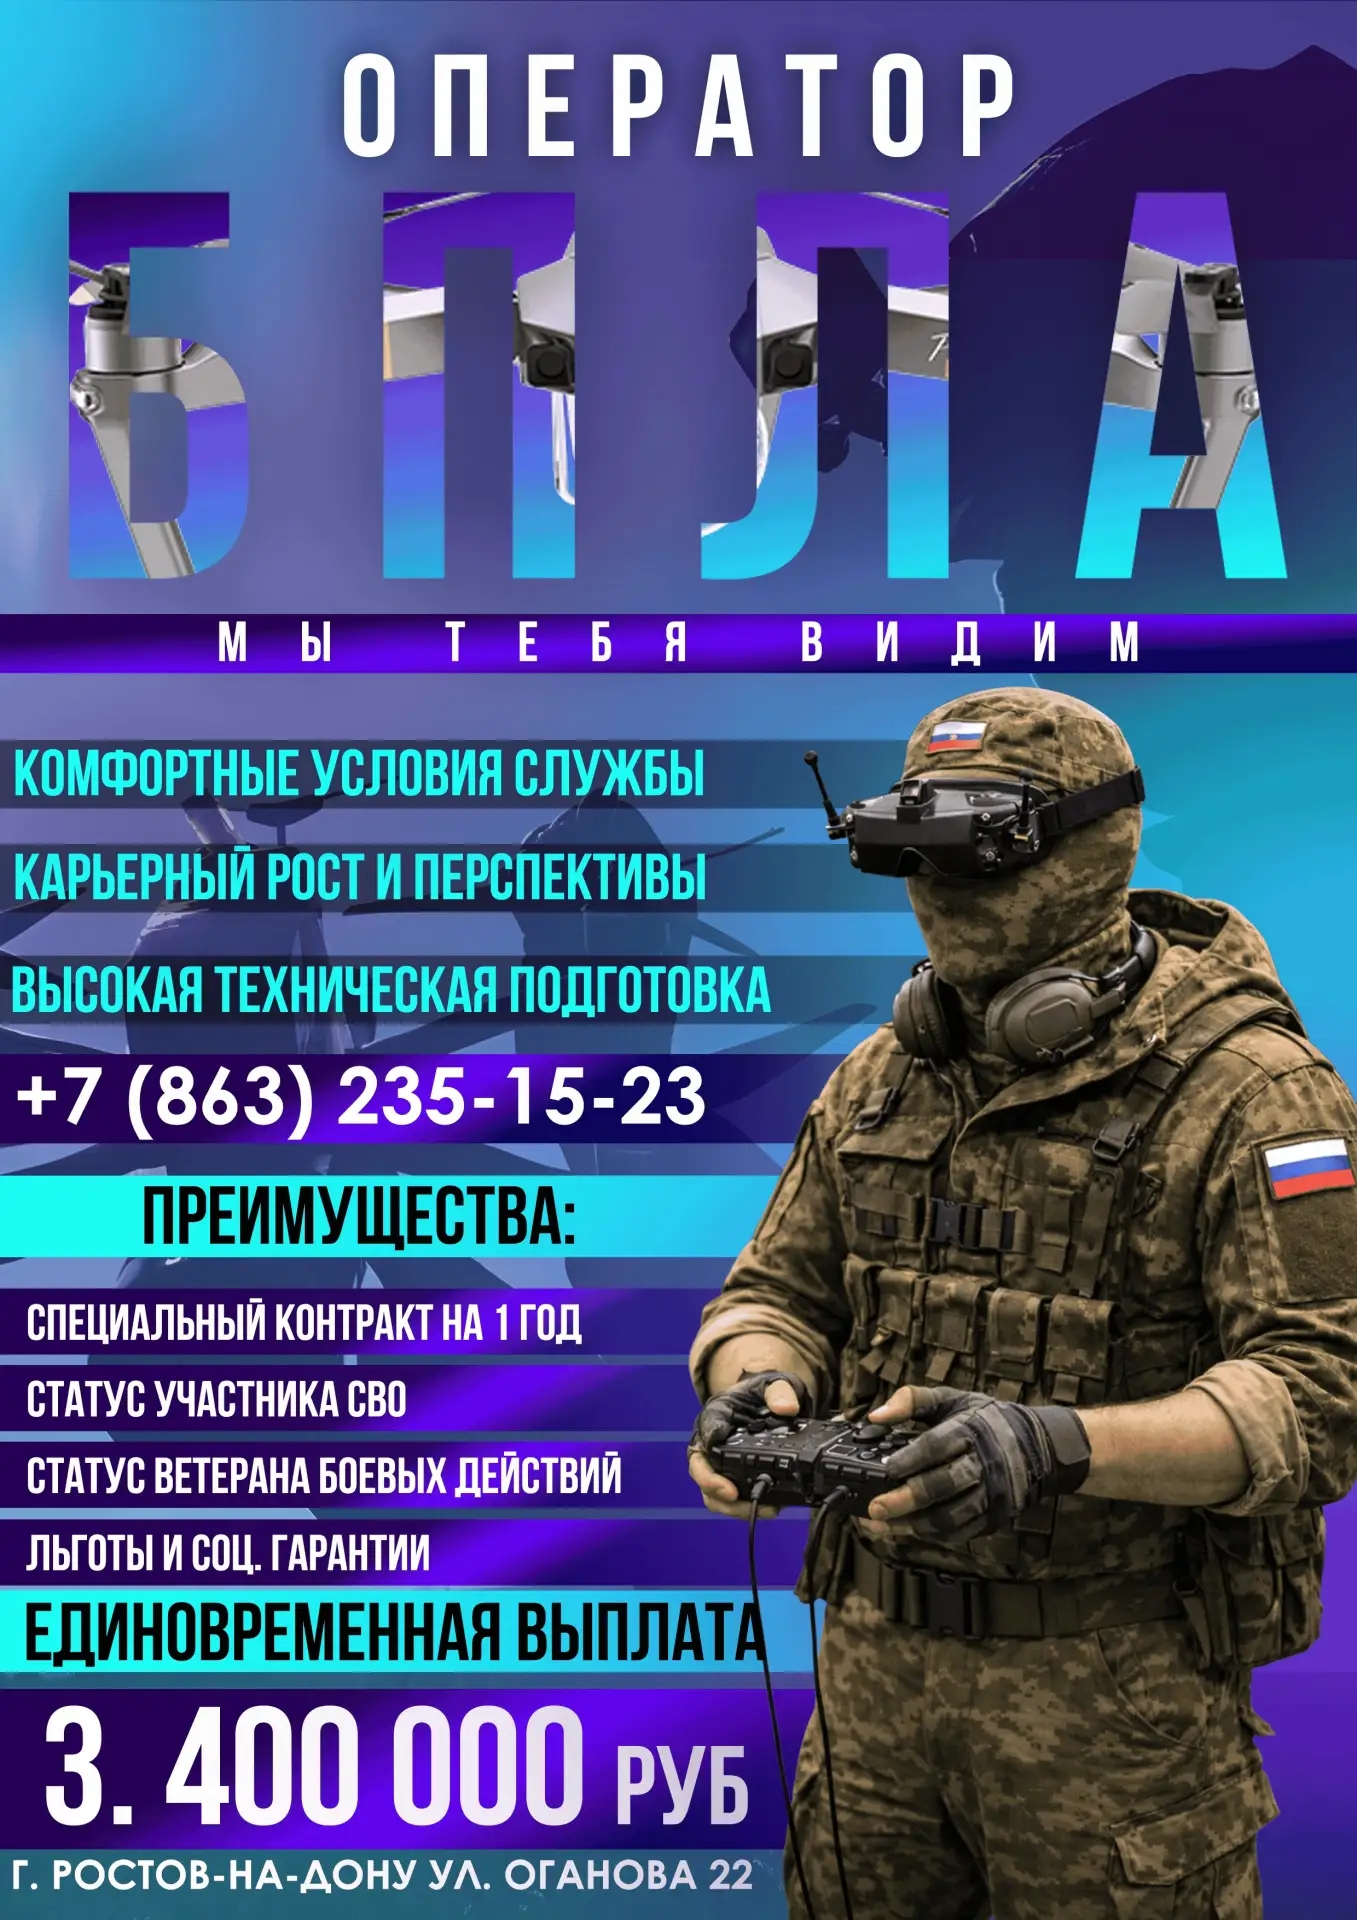 ОПЕРАТОР
БПЛА
МЫ ТЕБЯ ВИДИМ
КОМФОРТНЫЕ УСЛОВИЯ СЛУЖБЫ
КАРЬЕРНЫЙ РОСТ И ПЕРСПЕКТИВЫ
ВЫСОКАЯ ТЕХНИЧЕСКАЯ ПОДГОТОВКА
+7 (863) 235-15-23
ПРЕИМУЩЕСТВА:
СПЕЦИАЛЬНЫЙ КОНТРАКТ НА 1 ГОД
СТАТУС УЧАСТНИКА СВО
СТАТУС ВЕТЕРАНА БОЕВЫХ ДЕЙСТВИЙ
ЛЬГОТЫ И СОЦ. ГАРАНТИИ
ЕДИНОВРЕМЕННАЯ ВЫПЛАТА
3. 400 000 РУБ
Г. РОСТОВ-НА-ДОНУ УЛ. ОГАНОВА 22